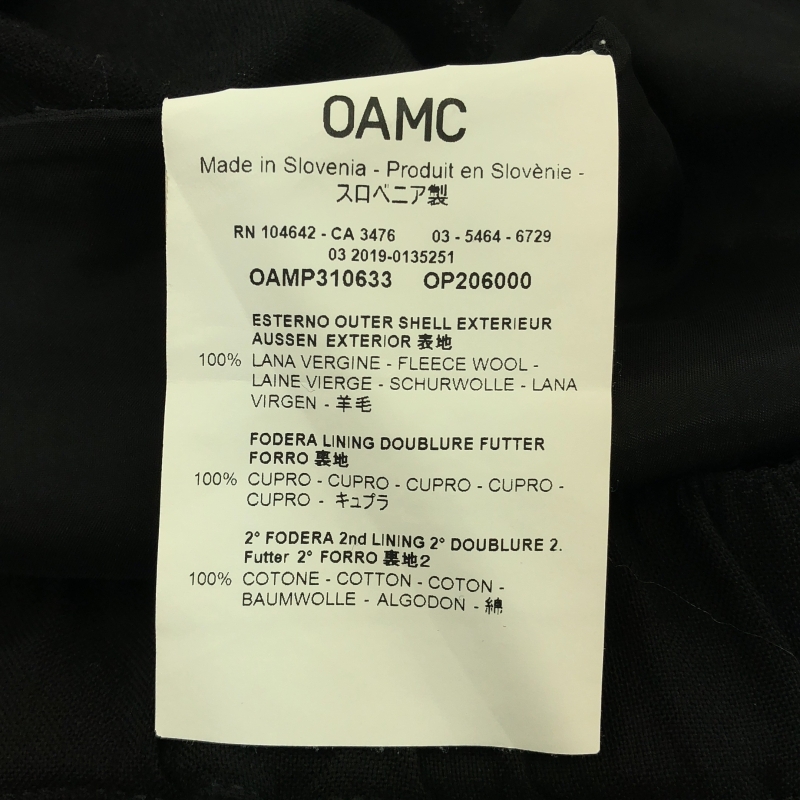 OAMC
Made in Slovenia - Produit en Slovènie -
スロベニア製
RN 104642 - CA 3476 03 - 5464 - 6729
03 2019-0135251
OAMP310633 OP206000
ESTERNO OUTER SHELL EXTERIEUR
AUSSEN EXTERIOR 表地
100% LANA VERGINE - FLEECE WOOL -
LAINE VIERGE - SCHURWOLLE - LANA
VIRGEN - 羊毛
FODERA LINING DOUBLURE FUTTER
FORRO 裏地
100% CUPRO - CUPRO - CUPRO - CUPRO -
CUPRO - キュプラ
2° FODERA 2nd LINING 2° DOUBLURE 2.
Futter 2° FORRO 裏地2
100% COTONE - COTTON - COTON -
BAUMWOLLE - ALGODON - 綿